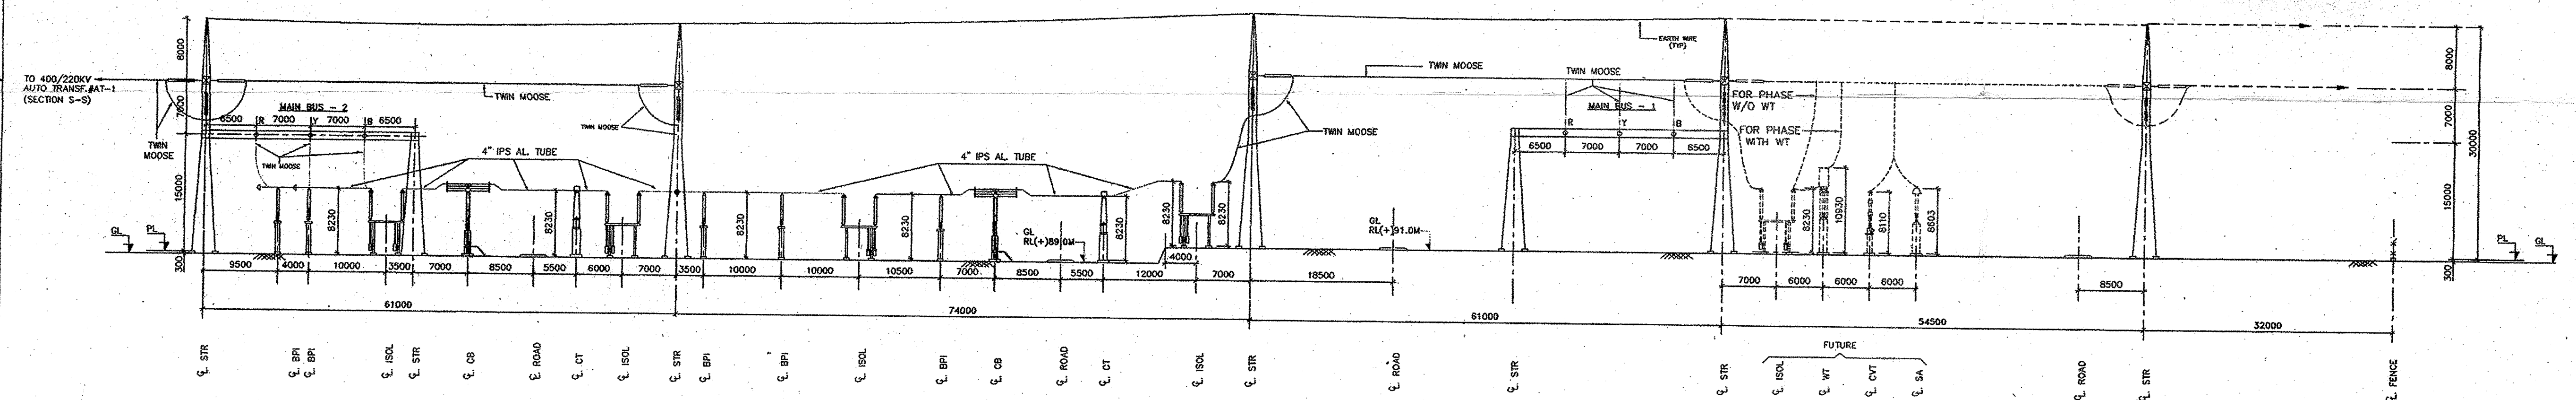 EARTH WIRE
(TYP)
8000
8000
TO 400/220KV
AUTO TRANSF.#AT-1
(SECTION S-S)
TWIN MOOSE
TWIN MOOSE
TWIN MOOSE
MAIN BUS - 2
MAIN BUS - 1
FOR PHASE
W/O WT
7000
7000
30000
6500
R
7000
Y
7000
B
6500
TWIN MOOSE
TWIN MOOSE
R
Y
B
FOR PHASE
WITH WT
TWIN
MOOSE
TWIN MOOSE
4" IPS AL. TUBE
4" IPS AL. TUBE
6500
7000
7000
6500
15000
15000
8230
8230
8230
8230
8230
8230
8230
8230
10930
8110
8603
GL
PL
GL
RL(+)89.0M
GL
RL(+)91.0M
PL
GL
300
300
9500
4000
10000
3500
7000
8500
5500
6000
7000
3500
10000
10000
10500
7000
8500
5500
12000
4000
7000
18500
7000
6000
6000
6000
8500
61000
74000
61000
54500
32000
FUTURE
C.L. STR
C.L. BPI
C.L. BPI
C.L. ISOL
C.L. STR
C.L. CB
C.L. ROAD
C.L. CT
C.L. ISOL
C.L. STR
C.L. BPI
C.L. BPI
C.L. ISOL
C.L. BPI
C.L. CB
C.L. ROAD
C.L. CT
C.L. ISOL
C.L. STR
C.L. ROAD
C.L. STR
C.L. STR
C.L. ISOL
C.L. WT
C.L. CVT
C.L. SA
C.L. ROAD
C.L. STR
C.L. FENCE